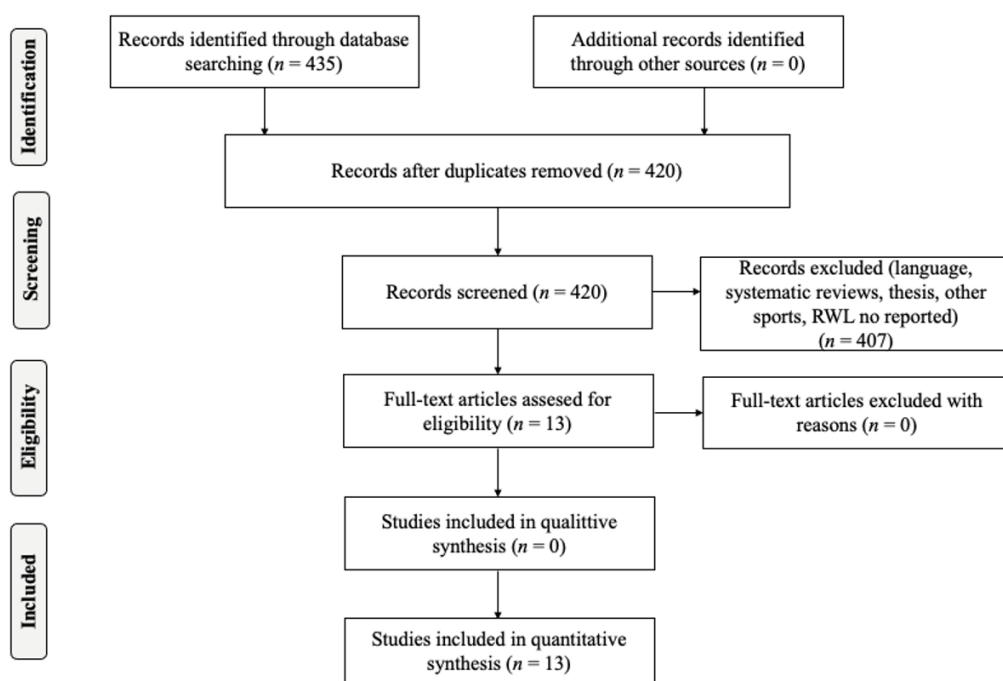 Records identified through database
searching (n = 435)
Additional records identified
through other sources (n = 0)
Identification
Records after duplicates removed (n = 420)
Screening
Records screened (n = 420)
Records excluded (language,
systematic reviews, thesis, other
sports, RWL no reported)
(n = 407)
Eligibility
Full-text articles assesed for
eligibility (n = 13)
Full-text articles excluded with
reasons (n = 0)
Included
Studies included in qualittive
synthesis (n = 0)
Studies included in quantitative
synthesis (n = 13)